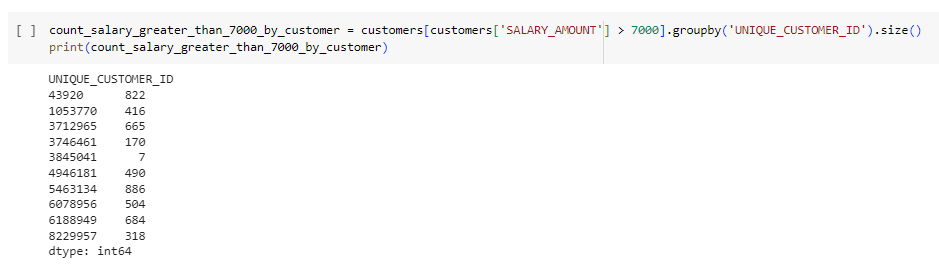 [ ] count_salary_greater_than_7000_by_customer = customers[customers['SALARY_AMOUNT'] > 7000].groupby('UNIQUE_CUSTOMER_ID').size()
print(count_salary_greater_than_7000_by_customer)
UNIQUE_CUSTOMER_ID
43920 822
1053770 416
3712965 665
3746461 170
3845041 7
4946181 490
5463134 886
6078956 504
6188949 684
8229957 318
dtype: int64